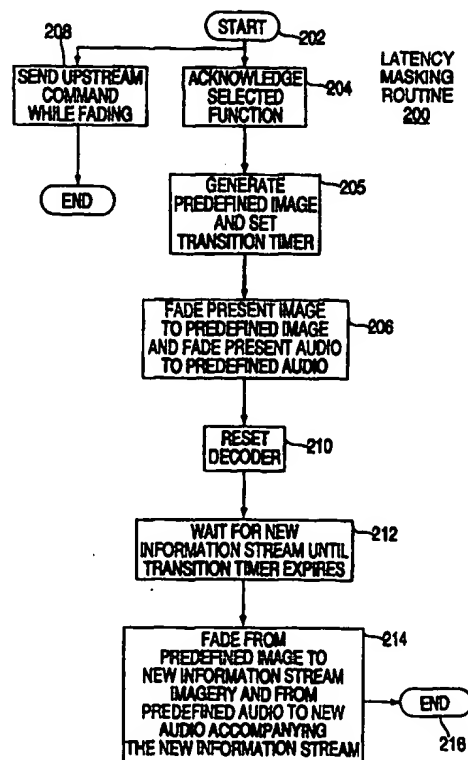 START
202
208
SEND UPSTREAM
COMMAND
WHILE FADING
END
ACKNOWLEDGE
SELECTED
FUNCTION
204
LATENCY
MASKING
ROUTINE
200
205
GENERATE
PREDEFINED IMAGE
AND SET
TRANSITION TIMER
FADE PRESENT IMAGE
TO PREDEFINED IMAGE
AND FADE PRESENT AUDIO
TO PREDEFINED AUDIO
206
RESET
DECODER
210
212
WAIT FOR NEW
INFORMATION STREAM UNTIL
TRANSITION TIMER EXPIRES
214
FADE FROM
PREDEFINED IMAGE TO
NEW INFORMATION STREAM
IMAGERY AND FROM
PREDEFINED AUDIO TO NEW
AUDIO ACCOMPANYING
THE NEW INFORMATION STREAM
END
216